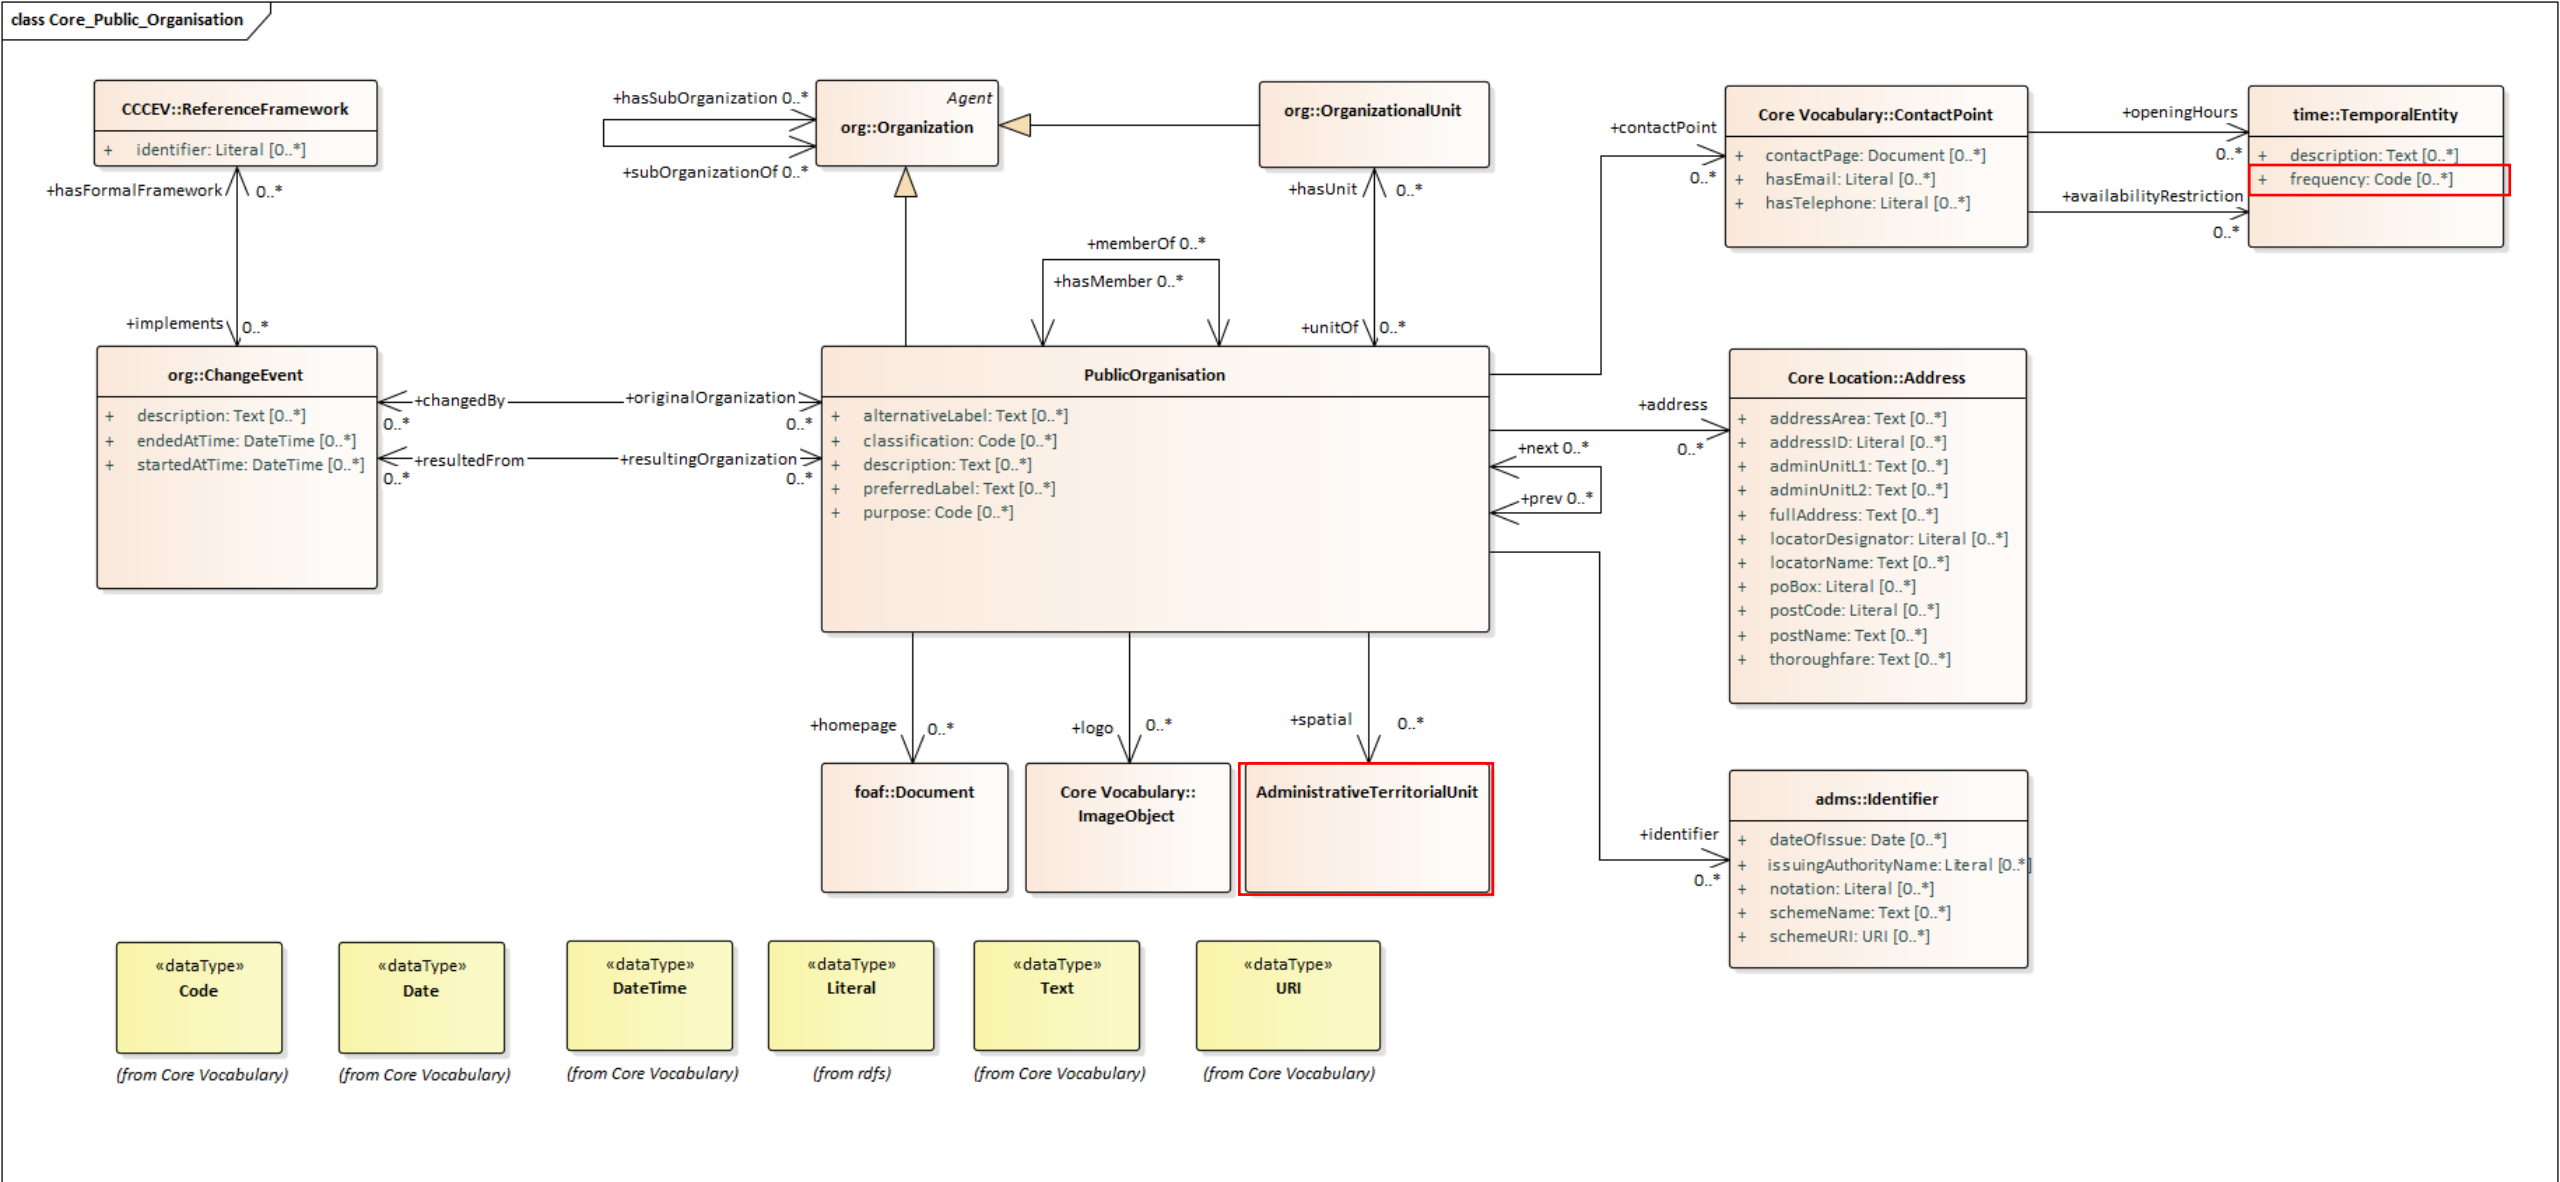 class Core_Public_Organisation
CCCEV::ReferenceFramework
+ identifier: Literal [0..*]
+hasFormalFramework 0..*
+implements 0..*
+hasSubOrganization 0..*
+subOrganizationOf 0..*
Agent
org::Organization
org::OrganizationalUnit
+hasUnit 0..*
+unitOf 0..*
+memberOf 0..*
+hasMember 0..*
+contactPoint
0..*
Core Vocabulary::ContactPoint
+ contactPage: Document [0..*]
+ hasEmail: Literal [0..*]
+ hasTelephone: Literal [0..*]
+openingHours
0..*
+availabilityRestriction
0..*
time::TemporalEntity
+ description: Text [0..*]
+ frequency: Code [0..*]
org::ChangeEvent
+ description: Text [0..*]
+ endedAtTime: DateTime [0..*]
+ startedAtTime: DateTime [0..*]
+changedBy
0..*
+originalOrganization
0..*
+resultedFrom
0..*
+resultingOrganization
0..*
PublicOrganisation
+ alternativeLabel: Text [0..*]
+ classification: Code [0..*]
+ description: Text [0..*]
+ preferredLabel: Text [0..*]
+ purpose: Code [0..*]
+address
0..*
+next 0..*
+prev 0..*
Core Location::Address
+ addressArea: Text [0..*]
+ addressID: Literal [0..*]
+ adminUnitL1: Text [0..*]
+ adminUnitL2: Text [0..*]
+ fullAddress: Text [0..*]
+ locatorDesignator: Literal [0..*]
+ locatorName: Text [0..*]
+ poBox: Literal [0..*]
+ postCode: Literal [0..*]
+ postName: Text [0..*]
+ thoroughfare: Text [0..*]
+homepage 0..*
+logo 0..*
+spatial 0..*
foaf::Document
Core Vocabulary::
ImageObject
AdministrativeTerritorialUnit
+identifier
0..*
adms::Identifier
+ dateOfIssue: Date [0..*]
+ issuingAuthorityName: Literal [0..*]
+ notation: Literal [0..*]
+ schemeName: Text [0..*]
+ schemeURI: URI [0..*]
«dataType»
Code
(from Core Vocabulary)
«dataType»
Date
(from Core Vocabulary)
«dataType»
DateTime
(from Core Vocabulary)
«dataType»
Literal
(from rdfs)
«dataType»
Text
(from Core Vocabulary)
«dataType»
URI
(from Core Vocabulary)